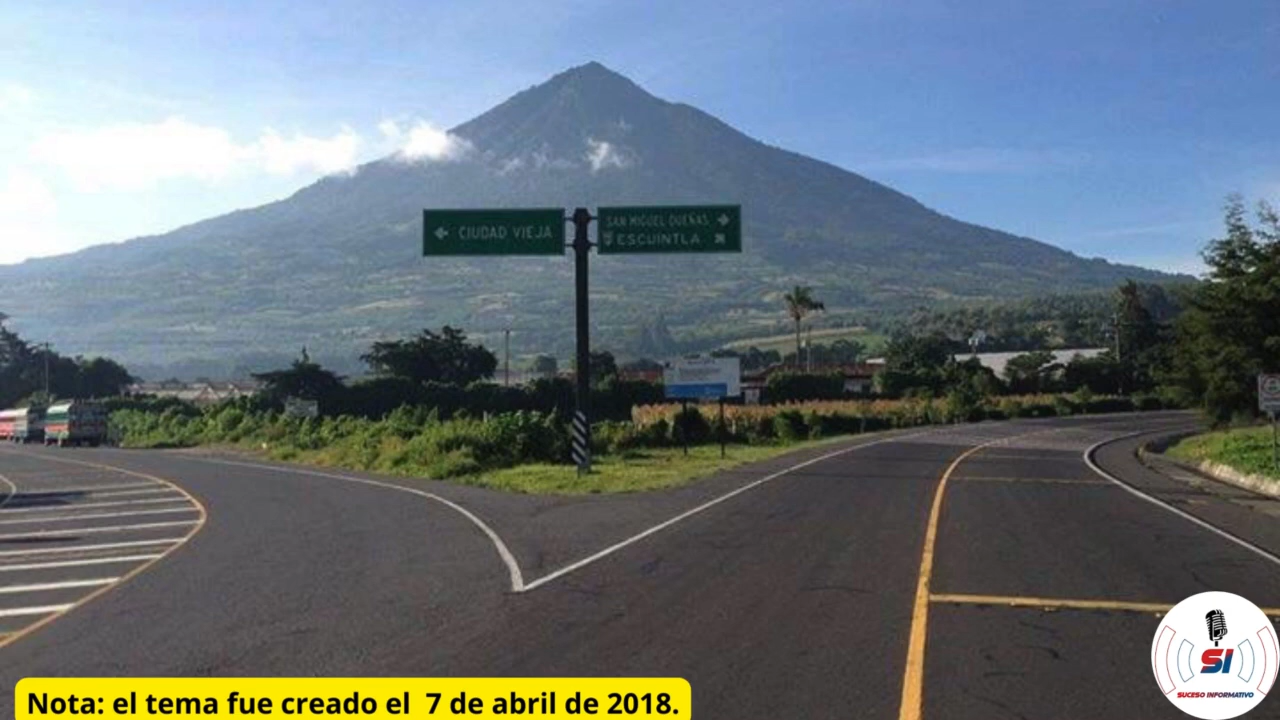 CIUDAD VIEJA
SAN MIGUEL DUEÑAS
ESCUINTLA
Nota: el tema fue creado el 7 de abril de 2018.
SI
SUCESO INFORMATIVO